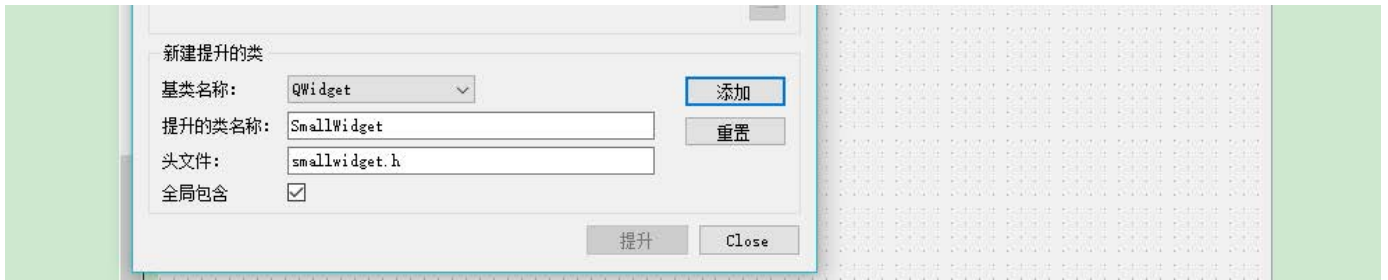 新建提升的类
基类名称: QWidget 添加
提升的类名称: SmallWidget 重置
头文件: smallwidget.h
全局包含
提升 Close